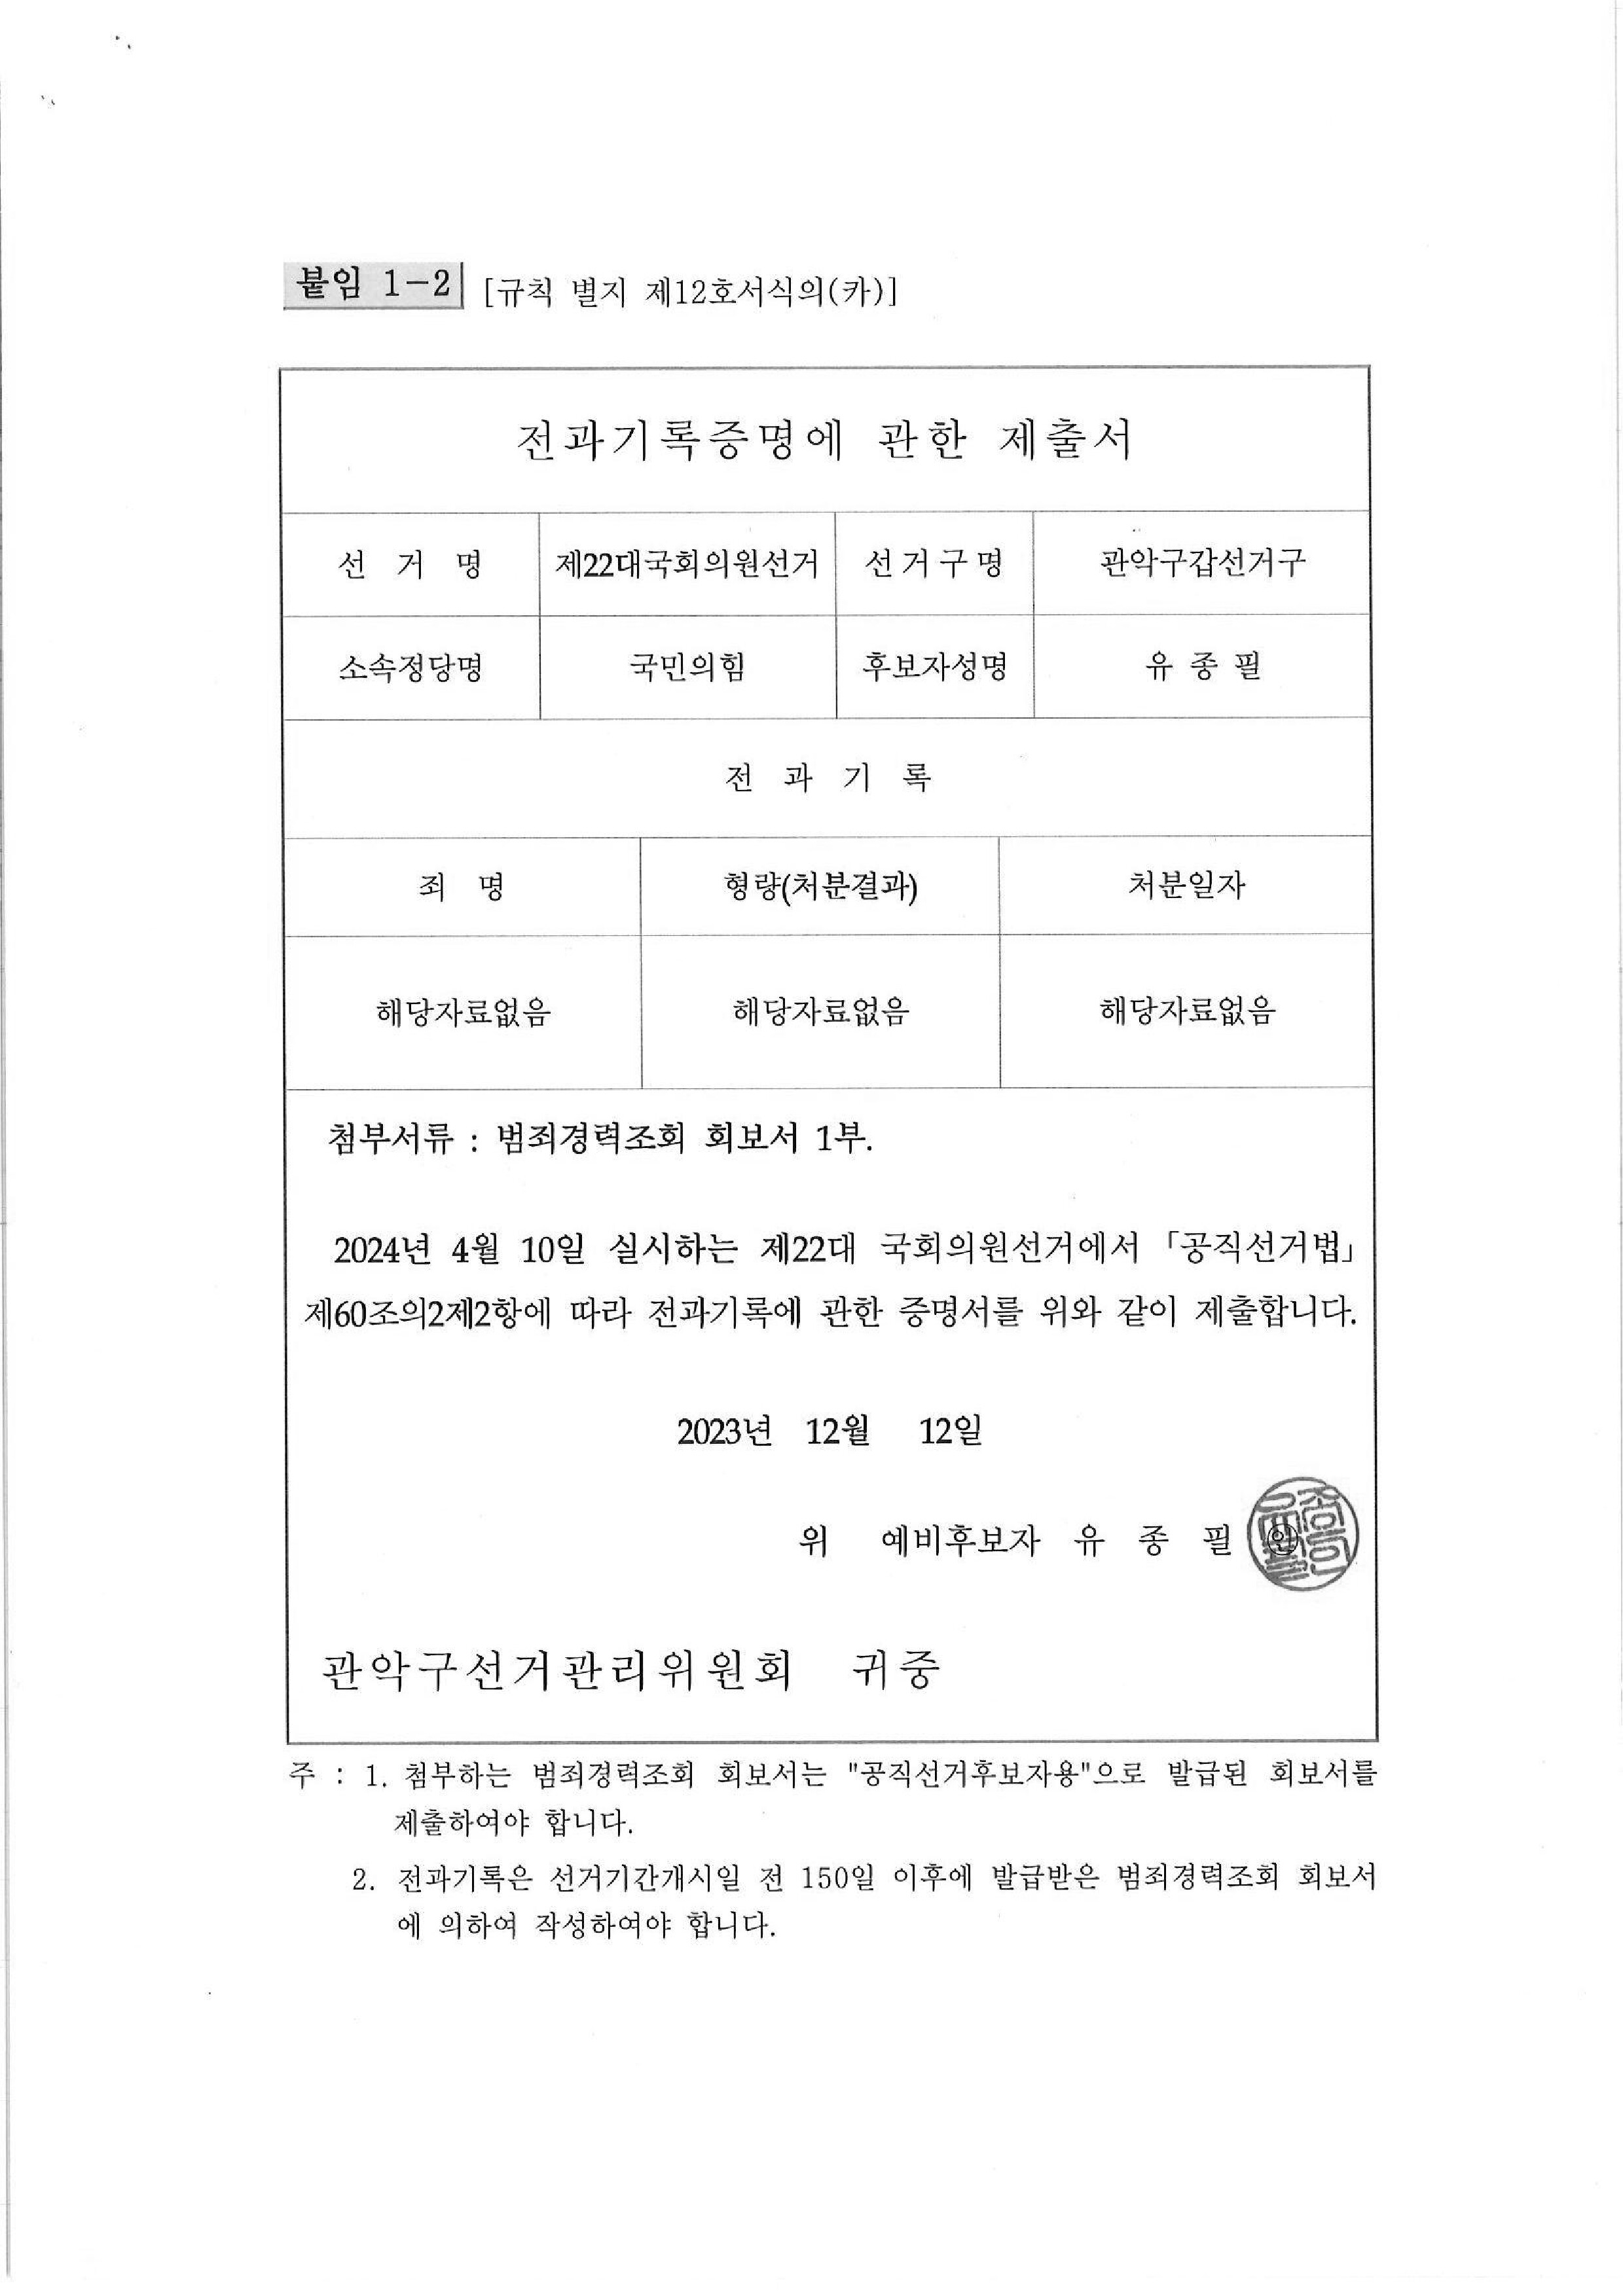 붙임 1-2 [규칙 별지 제12호서식의(카)]
전과기록증명에 관한 제출서
선 거 명 제22대국회의원선거 선거구명 관악구갑선거구
소속정당명 국민의힘 후보자성명 유 종 필
전 과 기 록
죄 명 형량(처분결과) 처분일자
해당자료없음 해당자료없음 해당자료없음
첨부서류 : 범죄경력조회 회보서 1부.
2024년 4월 10일 실시하는 제22대 국회의원선거에서 「공직선거법」
제60조의2제2항에 따라 전과기록에 관한 증명서를 위와 같이 제출합니다.
2023년 12월 12일
위 예비후보자 유 종 필 ㊞
관악구선거관리위원회 귀중
주 : 1. 첨부하는 범죄경력조회 회보서는 "공직선거후보자용"으로 발급된 회보서를
제출하여야 합니다.
2. 전과기록은 선거기간개시일 전 150일 이후에 발급받은 범죄경력조회 회보서
에 의하여 작성하여야 합니다.